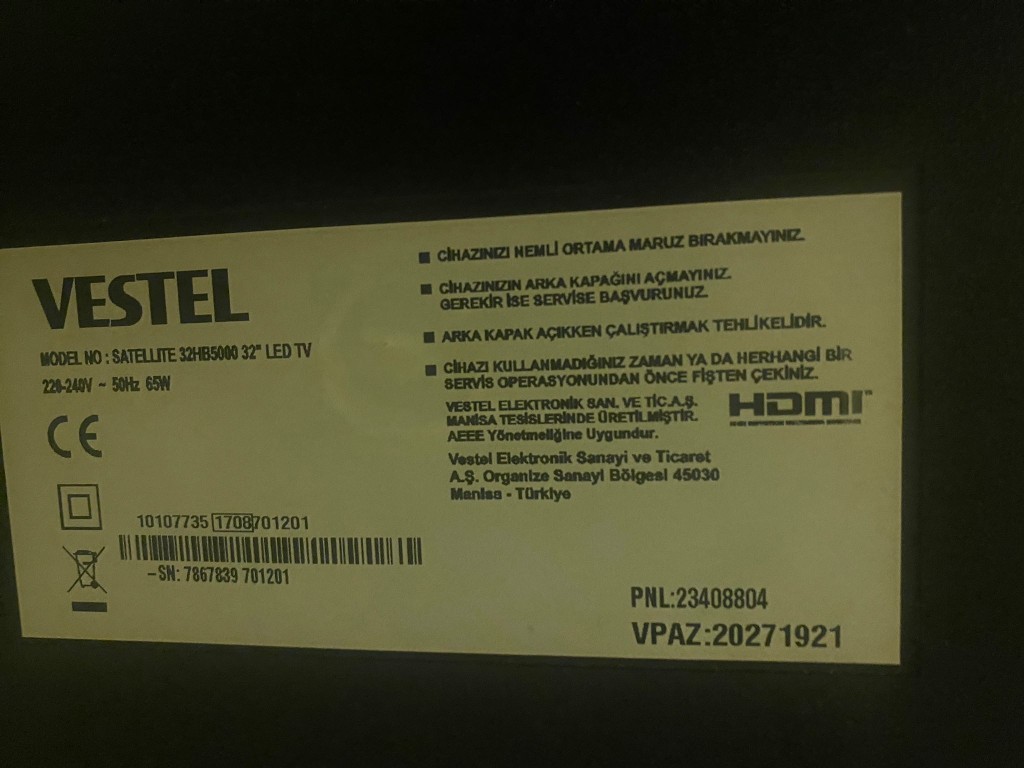 VESTEL
MODEL NO : SATELLITE 32HB5000 32" LED TV
220-240V ~ 50Hz 65W
CE
10107735 1708701201
-SN: 7867839 701201
■ CİHAZINIZI NEMLİ ORTAMA MARUZ BIRAKMAYINIZ.
■ CİHAZINIZIN ARKA KAPAĞINI AÇMAYINIZ.
GEREKİR İSE SERVİSE BAŞVURUNUZ.
■ ARKA KAPAK AÇIKKEN ÇALIŞTIRMAK TEHLİKELİDİR.
■ CİHAZI KULLANMADIĞINIZ ZAMAN YA DA HERHANGİ BİR
SERVİS OPERASYONUNDAN ÖNCE FİŞTEN ÇEKİNİZ.
VESTEL ELEKTRONİK SAN. VE TİC.A.Ş.
MANİSA TESİSLERİNDE ÜRETİLMİŞTİR.
AEEE Yönetmeliğine Uygundur.
Vestel Elektronik Sanayi ve Ticaret
A.Ş. Organize Sanayi Bölgesi 45030
Manisa - Türkiye
HDMI™
PNL:23408804
VPAZ:20271921